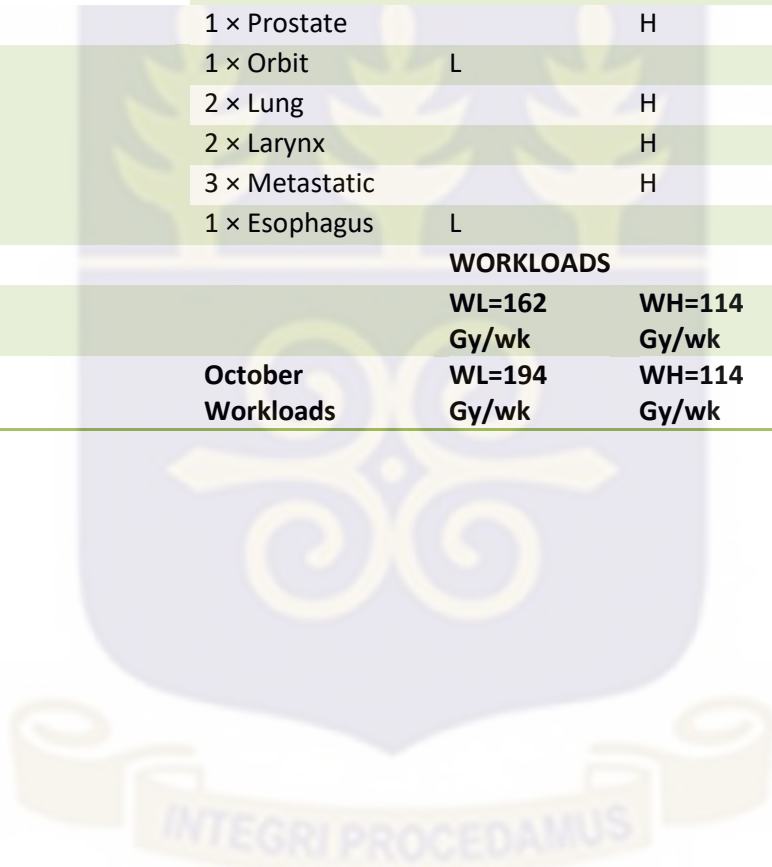 1 × Prostate H
1 × Orbit L
2 × Lung H
2 × Larynx H
3 × Metastatic H
1 × Esophagus L
WORKLOADS
WL=162 WH=114
Gy/wk Gy/wk
October WL=194 WH=114
Workloads Gy/wk Gy/wk
INTEGRI PROCEDAMUS